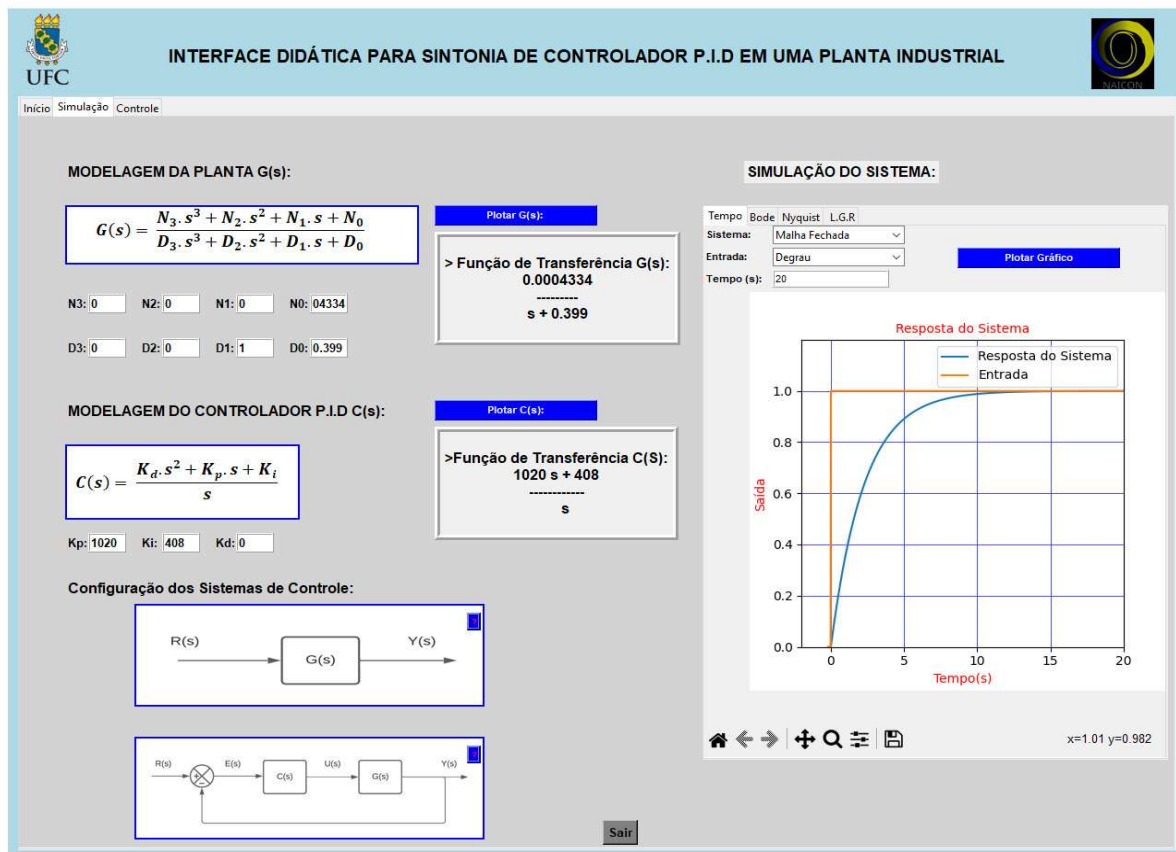 UFC
INTERFACE DIDÁTICA PARA SINTONIA DE CONTROLADOR P.I.D EM UMA PLANTA INDUSTRIAL
NAICON
Início Simulação Controle
MODELAGEM DA PLANTA G(s):
G(s) = (N₃.s³ + N₂.s² + N₁.s + N₀) / (D₃.s³ + D₂.s² + D₁.s + D₀)
N3: 0 N2: 0 N1: 0 N0: 04334
D3: 0 D2: 0 D1: 1 D0: 0.399
Plotar G(s):
> Função de Transferência G(s):
0.0004334
---------
s + 0.399
MODELAGEM DO CONTROLADOR P.I.D C(s):
C(s) = (K_d.s² + K_p.s + K_i) / s
Kp: 1020 Ki: 408 Kd: 0
Plotar C(s):
>Função de Transferência C(S):
1020 s + 408
------------
s
Configuração dos Sistemas de Controle:
R(s) G(s) Y(s)
R(s) + − E(s) C(s) U(s) G(s) Y(s)
SIMULAÇÃO DO SISTEMA:
Tempo Bode Nyquist L.G.R
Sistema: Malha Fechada
Entrada: Degrau
Tempo (s): 20
Plotar Gráfico
Resposta do Sistema
Resposta do Sistema
Entrada
1.0
0.8
0.6
0.4
0.2
0.0
Saída
0 5 10 15 20
Tempo(s)
x=1.01 y=0.982
Sair